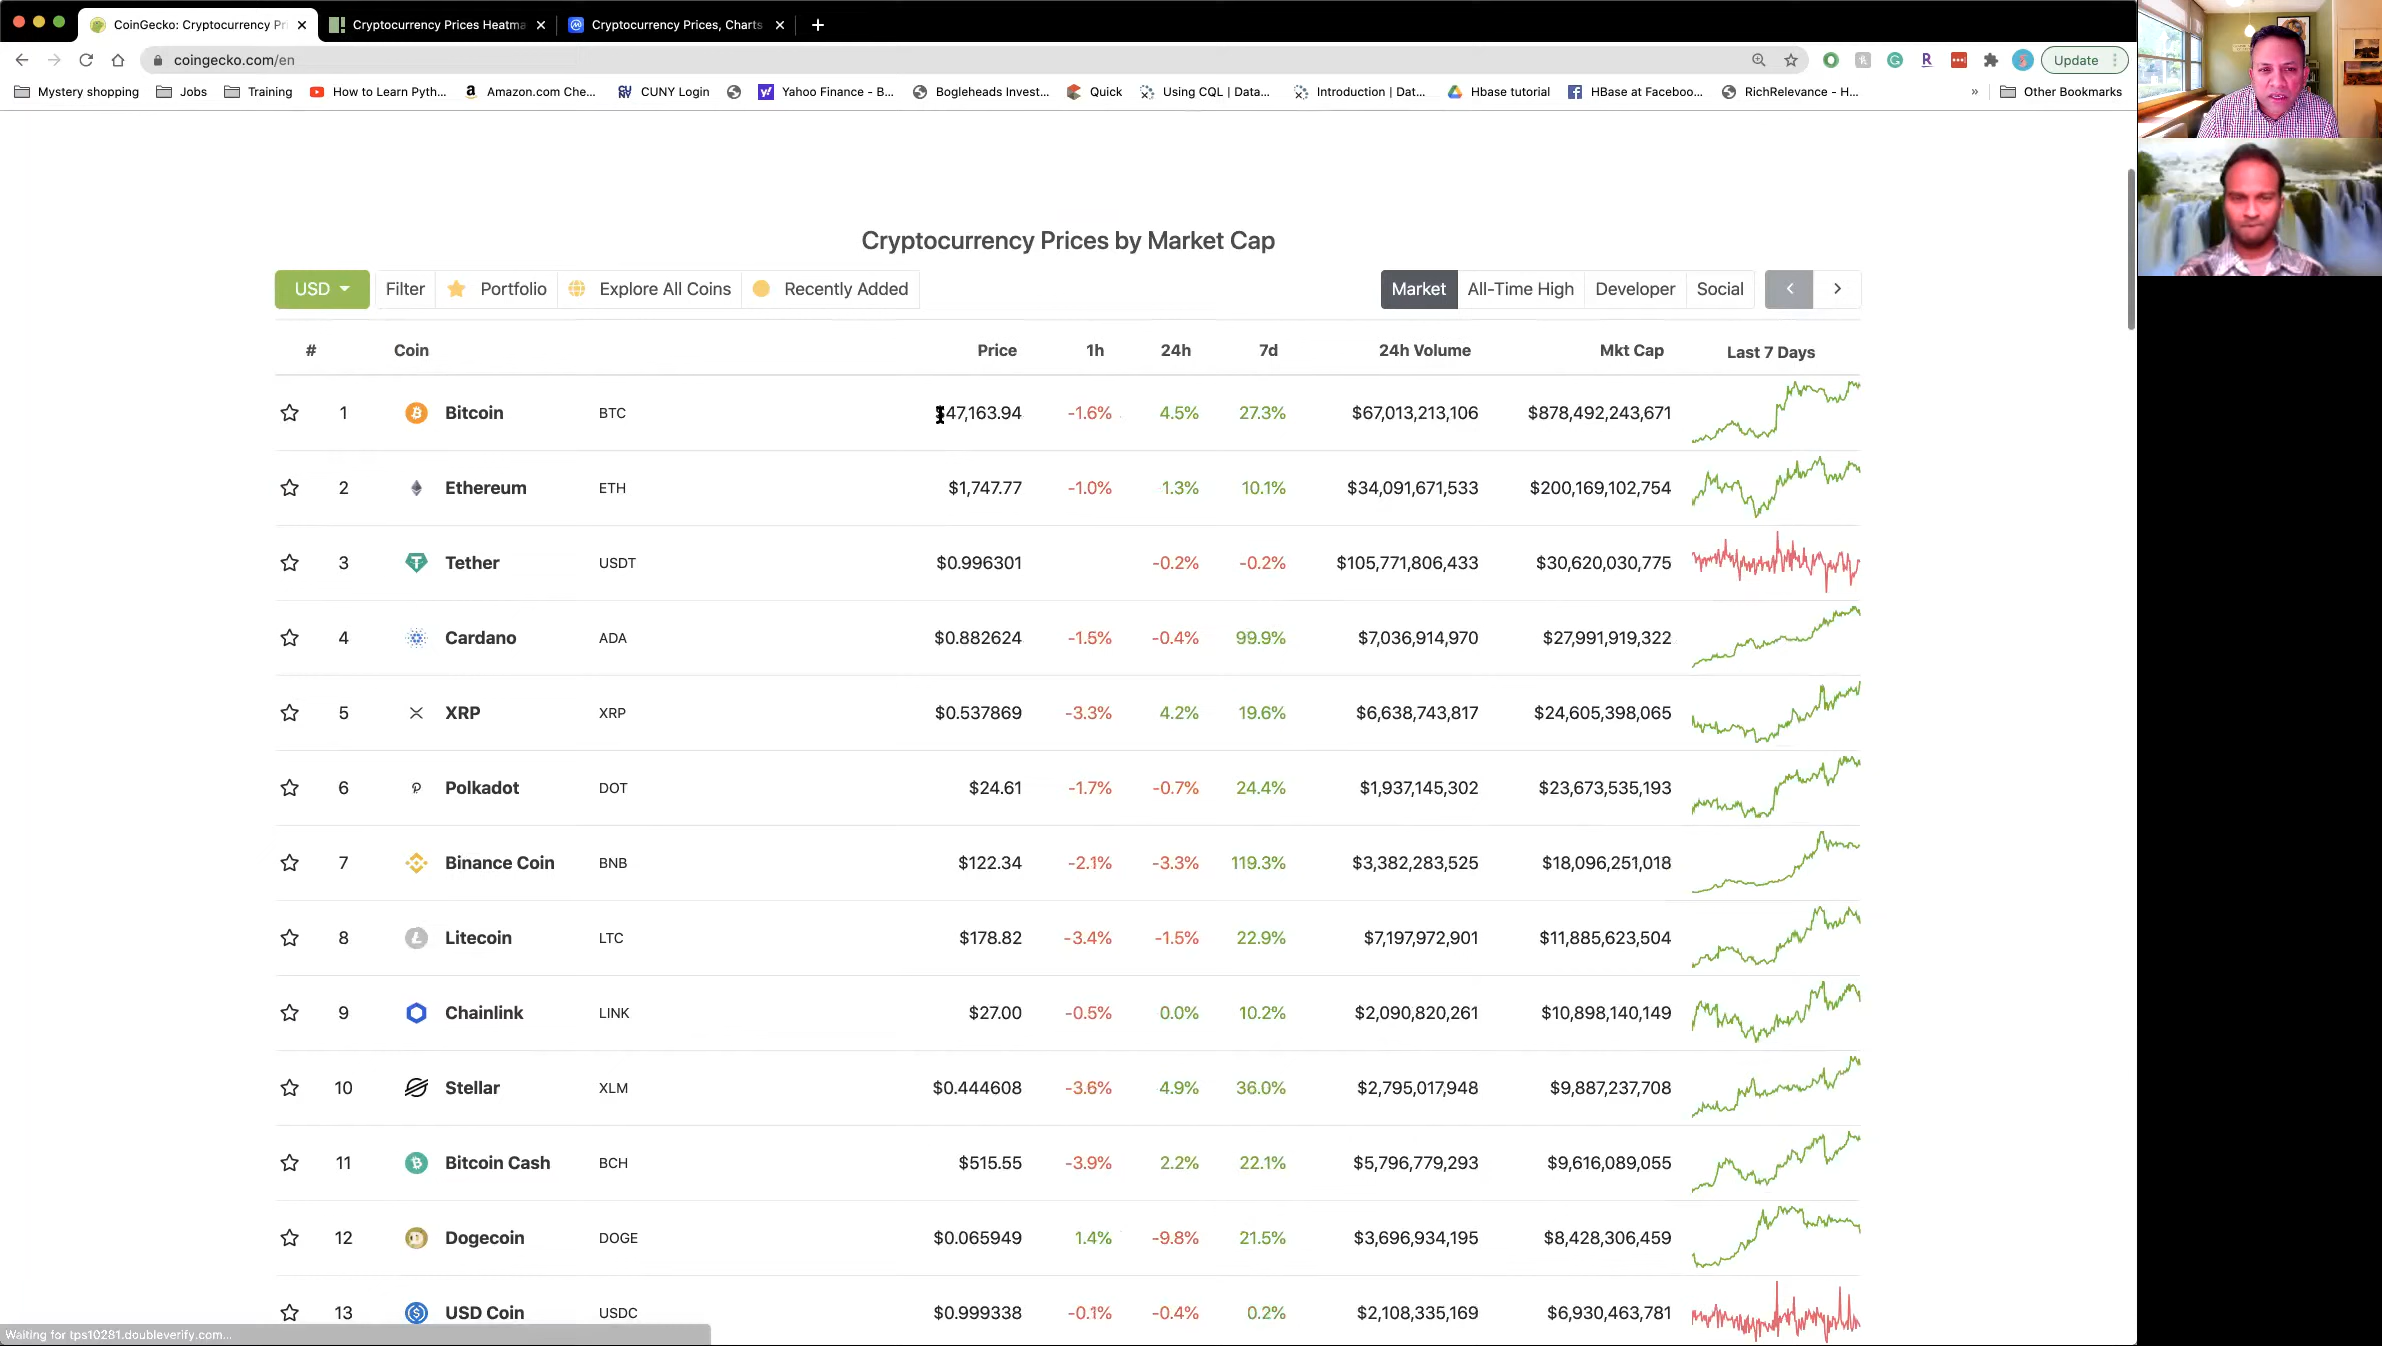 CoinGecko: Cryptocurrency Pri
Cryptocurrency Prices Heatma
Cryptocurrency Prices, Charts
coingecko.com/en
Update
Mystery shopping
Jobs
Training
How to Learn Pyth...
Amazon.com Che...
CUNY Login
Yahoo Finance - B...
Bogleheads Invest...
Quick
Using CQL | Data...
Introduction | Dat...
Hbase tutorial
HBase at Faceboo...
RichRelevance - H...
»
Other Bookmarks
Cryptocurrency Prices by Market Cap
USD Filter Portfolio Explore All Coins Recently Added Market All-Time High Developer Social
# Coin Price 1h 24h 7d 24h Volume Mkt Cap Last 7 Days
1 Bitcoin BTC $47,163.94 -1.6% 4.5% 27.3% $67,013,213,106 $878,492,243,671
2 Ethereum ETH $1,747.77 -1.0% 1.3% 10.1% $34,091,671,533 $200,169,102,754
3 Tether USDT $0.996301 -0.2% -0.2% $105,771,806,433 $30,620,030,775
4 Cardano ADA $0.882624 -1.5% -0.4% 99.9% $7,036,914,970 $27,991,919,322
5 XRP XRP $0.537869 -3.3% 4.2% 19.6% $6,638,743,817 $24,605,398,065
6 Polkadot DOT $24.61 -1.7% -0.7% 24.4% $1,937,145,302 $23,673,535,193
7 Binance Coin BNB $122.34 -2.1% -3.3% 119.3% $3,382,283,525 $18,096,251,018
8 Litecoin LTC $178.82 -3.4% -1.5% 22.9% $7,197,972,901 $11,885,623,504
9 Chainlink LINK $27.00 -0.5% 0.0% 10.2% $2,090,820,261 $10,898,140,149
10 Stellar XLM $0.444608 -3.6% 4.9% 36.0% $2,795,017,948 $9,887,237,708
11 Bitcoin Cash BCH $515.55 -3.9% 2.2% 22.1% $5,796,779,293 $9,616,089,055
12 Dogecoin DOGE $0.065949 1.4% -9.8% 21.5% $3,696,934,195 $8,428,306,459
13 USD Coin USDC $0.999338 -0.1% -0.4% 0.2% $2,108,335,169 $6,930,463,781
Waiting for tps10281.doubleverify.com...